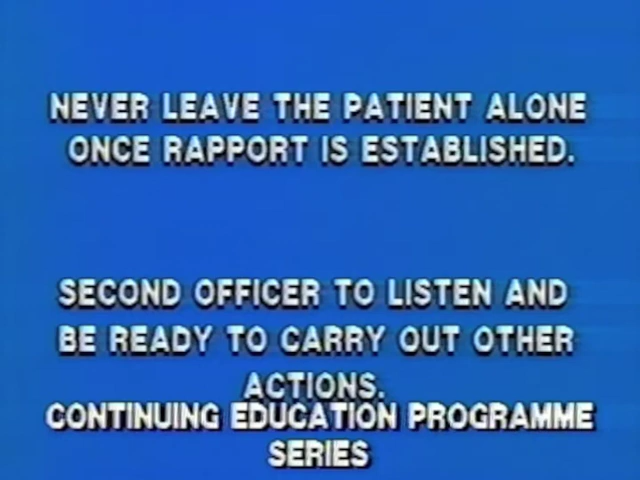 NEVER LEAVE THE PATIENT ALONE
ONCE RAPPORT IS ESTABLISHED.
SECOND OFFICER TO LISTEN AND
BE READY TO CARRY OUT OTHER
ACTIONS.
CONTINUING EDUCATION PROGRAMME
SERIES